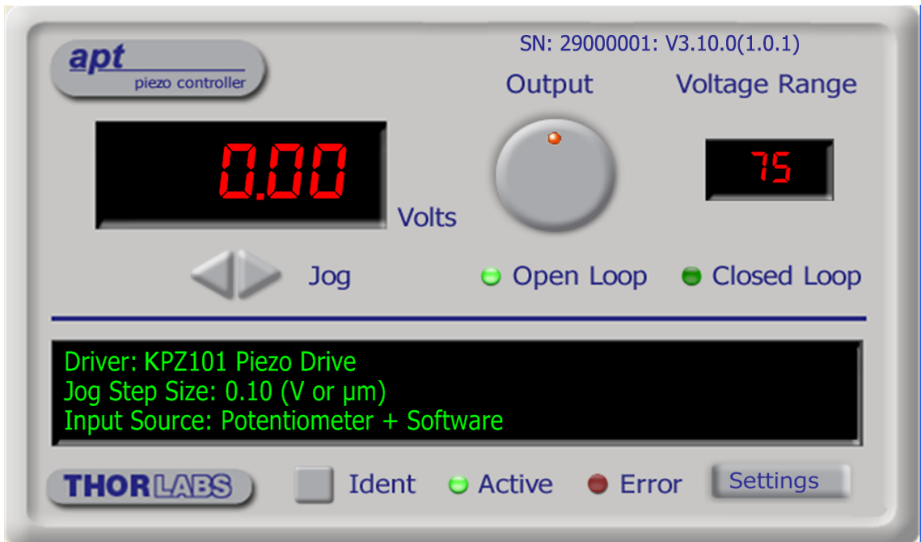 apt
piezo controller
SN: 29000001: V3.10.0(1.0.1)
Output
Voltage Range
0.00
Volts
75
Jog
Open Loop
Closed Loop
Driver: KPZ101 Piezo Drive
Jog Step Size: 0.10 (V or µm)
Input Source: Potentiometer + Software
THORLABS
Ident
Active
Error
Settings